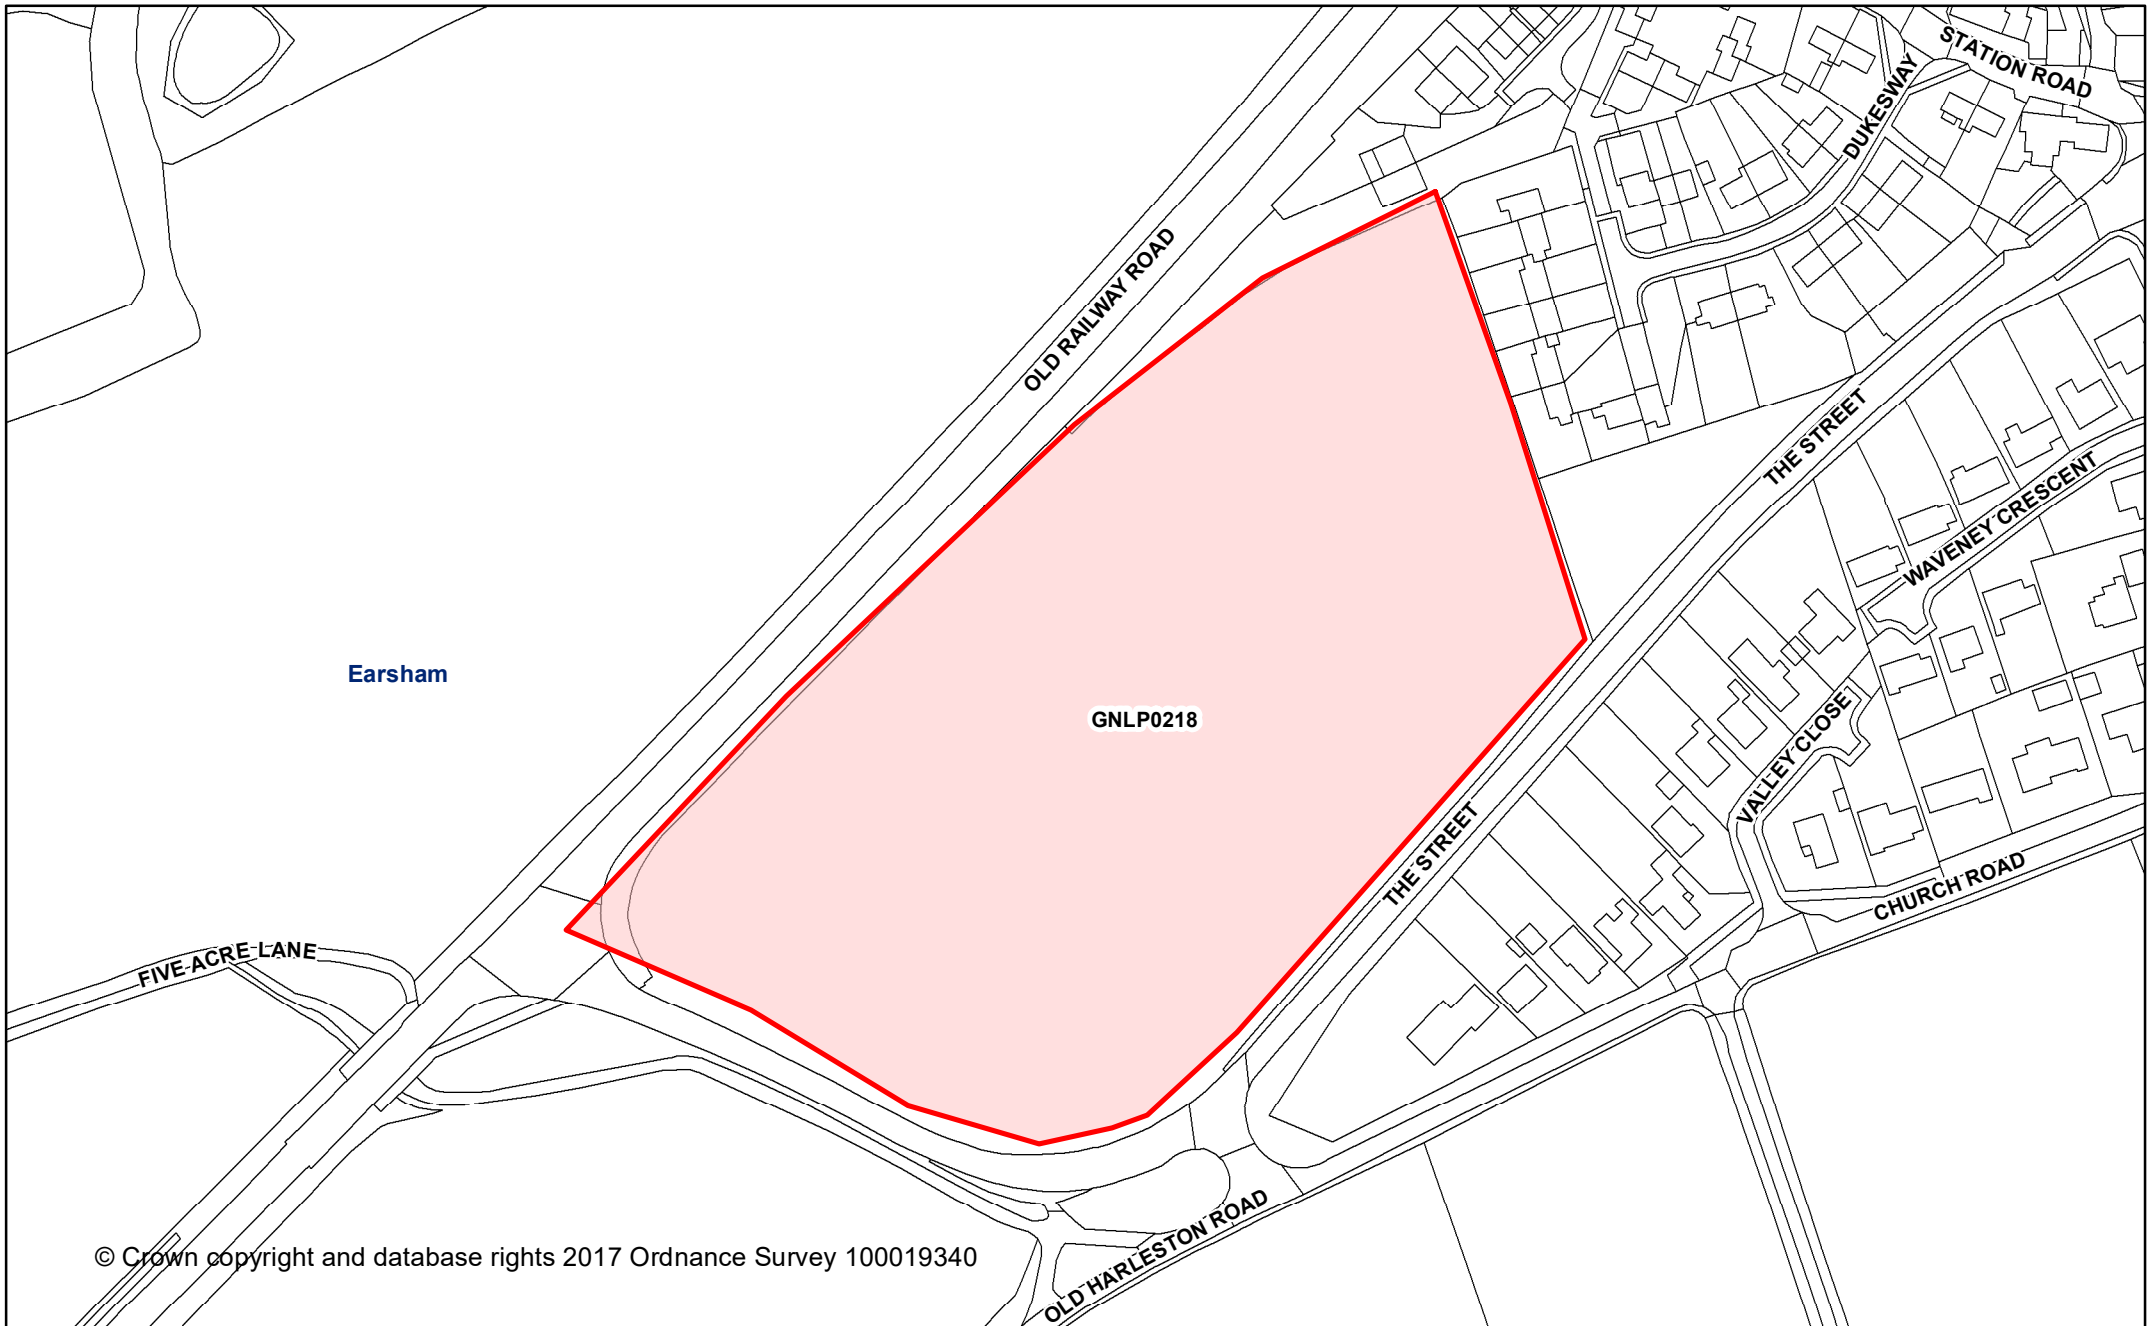 STATION ROAD
DUKESWAY
OLD RAILWAY ROAD
THE STREET
WAVENEY CRESCENT
Earsham
GNLP0218
VALLEY CLOSE
THE STREET
CHURCH ROAD
FIVE ACRE LANE
OLD HARLESTON ROAD
© Crown copyright and database rights 2017 Ordnance Survey 100019340